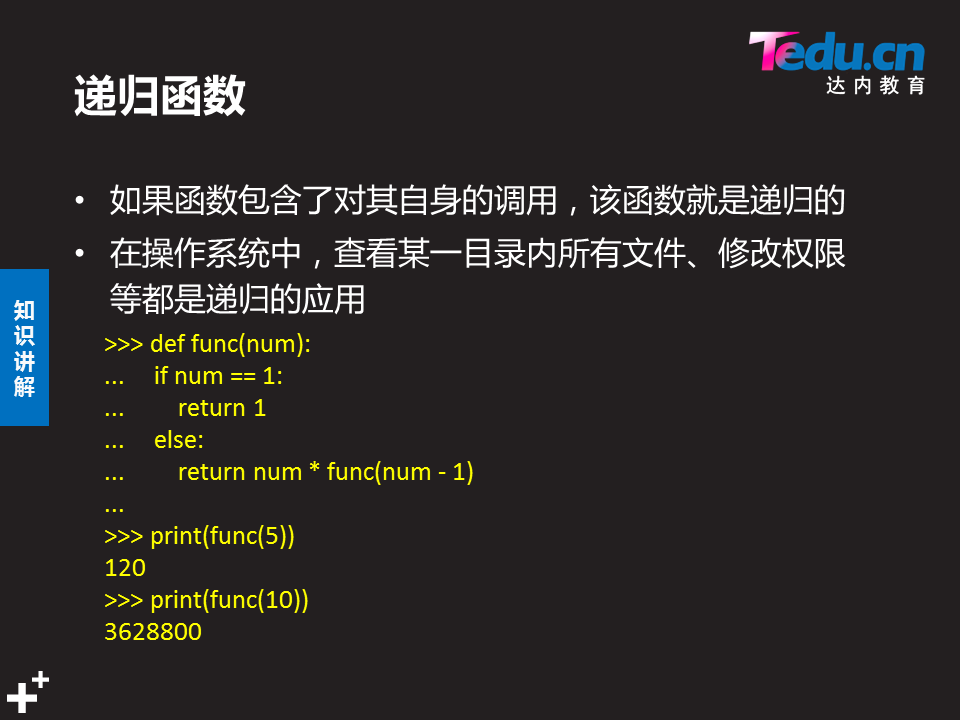 Tedu.cn
达内教育
递归函数
• 如果函数包含了对其自身的调用，该函数就是递归的
• 在操作系统中，查看某一目录内所有文件、修改权限
等都是递归的应用
知
识
讲
解
>>> def func(num):
...     if num == 1:
...         return 1
...     else:
...         return num * func(num - 1)
...
>>> print(func(5))
120
>>> print(func(10))
3628800